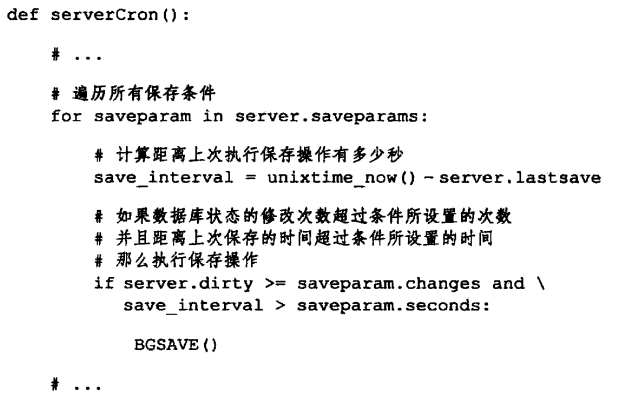 def serverCron():
# ...
# 遍历所有保存条件
for saveparam in server.saveparams:
# 计算距离上次执行保存操作有多少秒
save_interval = unixtime_now() - server.lastsave
# 如果数据库状态的修改次数超过条件所设置的次数
# 并且距离上次保存的时间超过条件所设置的时间
# 那么执行保存操作
if server.dirty >= saveparam.changes and \
save_interval > saveparam.seconds:
BGSAVE()
# ...